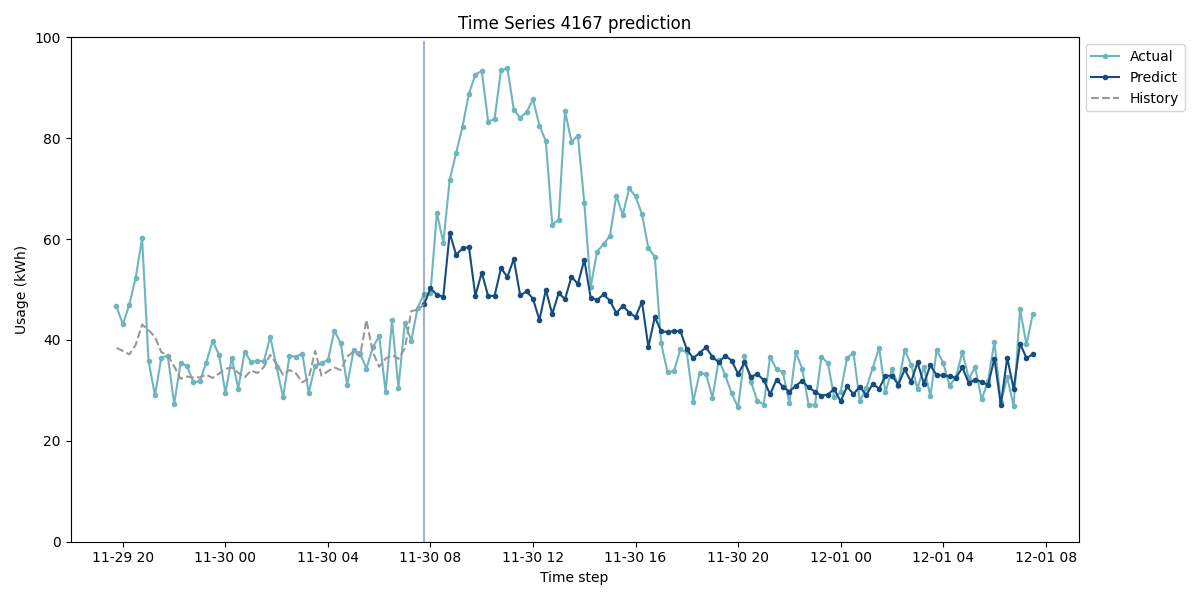 Time Series 4167 prediction
Usage (kWh)
100
80
60
40
20
0
11-29 20
11-30 00
11-30 04
11-30 08
11-30 12
11-30 16
11-30 20
12-01 00
12-01 04
12-01 08
Time step
Actual
Predict
History